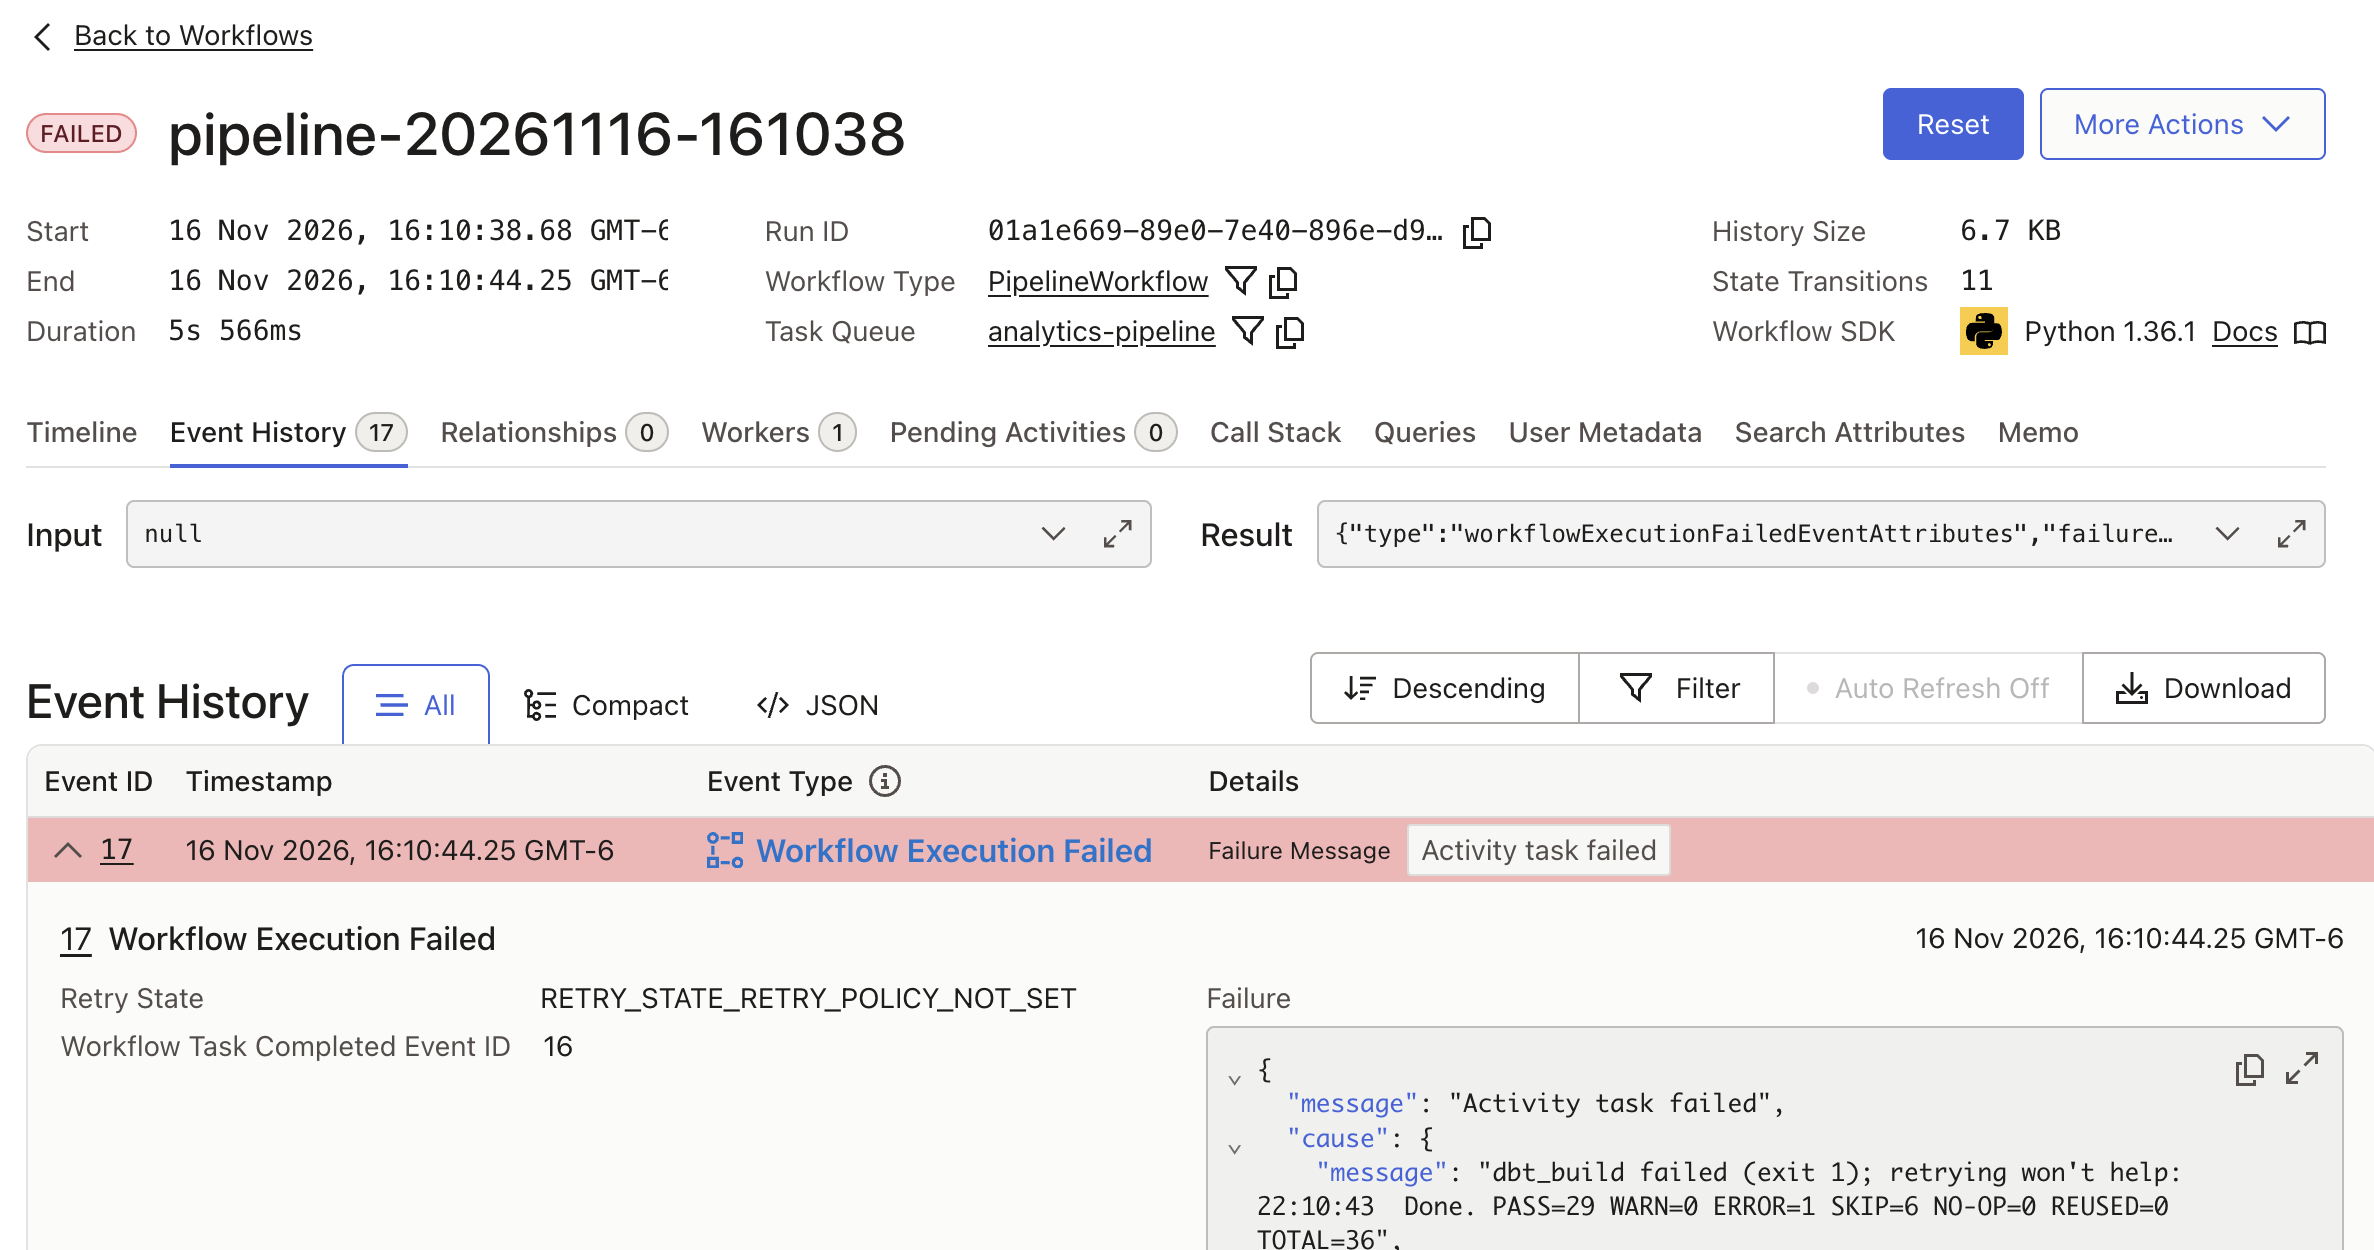 Back to Workflows
FAILED pipeline-20261116-161038 Reset More Actions
Start 16 Nov 2026, 16:10:38.68 GMT-6 Run ID 01a1e669-89e0-7e40-896e-d9… History Size 6.7 KB
End 16 Nov 2026, 16:10:44.25 GMT-6 Workflow Type PipelineWorkflow State Transitions 11
Duration 5s 566ms Task Queue analytics-pipeline Workflow SDK Python 1.36.1 Docs
Timeline Event History 17 Relationships 0 Workers 1 Pending Activities 0 Call Stack Queries User Metadata Search Attributes Memo
Input null Result {"type":"workflowExecutionFailedEventAttributes","failure…
Event History All Compact </> JSON Descending Filter Auto Refresh Off Download
Event ID Timestamp Event Type Details
17 16 Nov 2026, 16:10:44.25 GMT-6 Workflow Execution Failed Failure Message Activity task failed
17 Workflow Execution Failed 16 Nov 2026, 16:10:44.25 GMT-6
Retry State RETRY_STATE_RETRY_POLICY_NOT_SET Failure
Workflow Task Completed Event ID 16
{
"message": "Activity task failed",
"cause": {
"message": "dbt_build failed (exit 1); retrying won't help:
22:10:43  Done. PASS=29 WARN=0 ERROR=1 SKIP=6 NO-OP=0 REUSED=0
TOTAL=36",